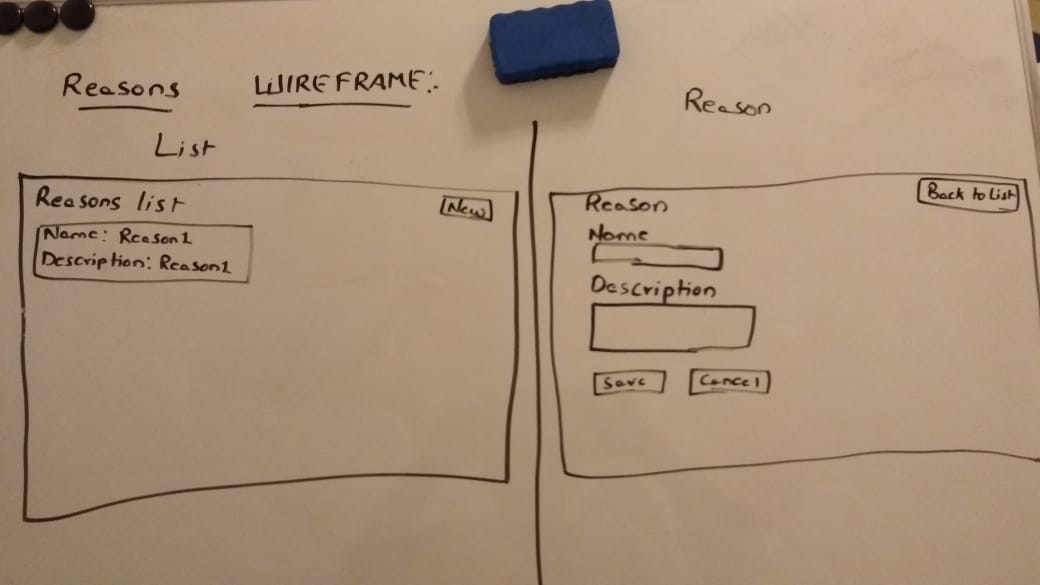 Reasons WIREFRAME:-
List
Reasons list
New
Name: Reason1
Description: Reason1
Reason
Reason
Back to List
Name
Description
Save Cancel